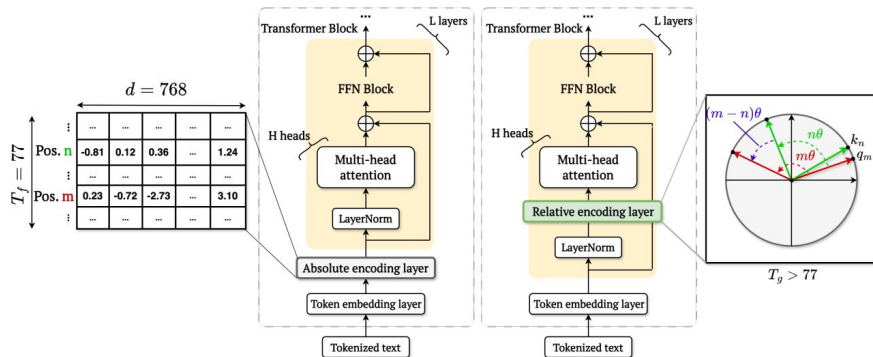 d = 768
T_f = 77
⋮ ... ... ... ... ...
Pos. n -0.81 0.12 0.36 ... 1.24
⋮ ... ... ... ... ...
Pos. m 0.23 -0.72 -2.73 ... 3.10
⋮ ... ... ... ... ...
...
Transformer Block
L layers
FFN Block
H heads
Multi-head
attention
LayerNorm
Absolute encoding layer
Token embedding layer
Tokenized text
...
Transformer Block
L layers
FFN Block
H heads
Multi-head
attention
Relative encoding layer
LayerNorm
Token embedding layer
Tokenized text
(m − n)θ
nθ
k_n
mθ
q_m
T_g > 77